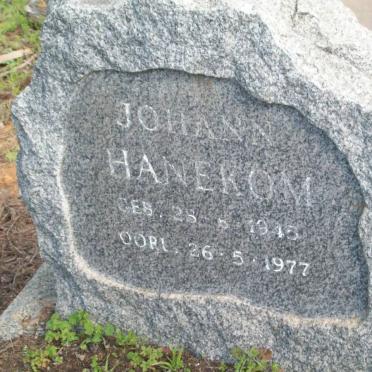 JOHANN
HANEKOM
GEB. 28-5-1945
OORL. 26-5-1977